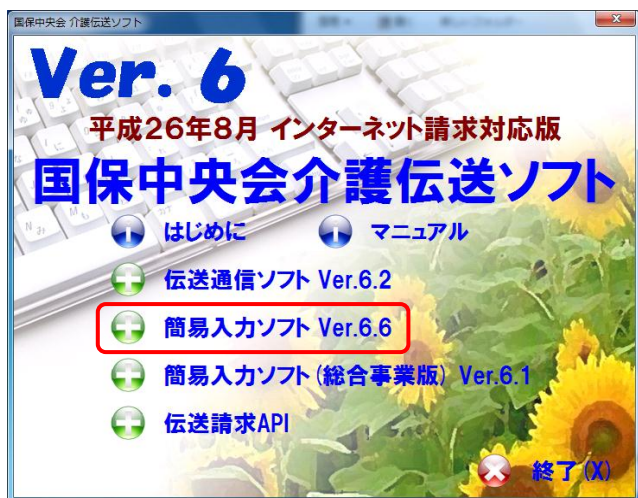 国保中央会 介護伝送ソフト
Ver. 6
平成26年8月 インターネット請求対応版
国保中央会介護伝送ソフト
はじめに マニュアル
伝送通信ソフト Ver.6.2
簡易入力ソフト Ver.6.6
簡易入力ソフト(総合事業版) Ver.6.1
伝送請求API
終了(X)